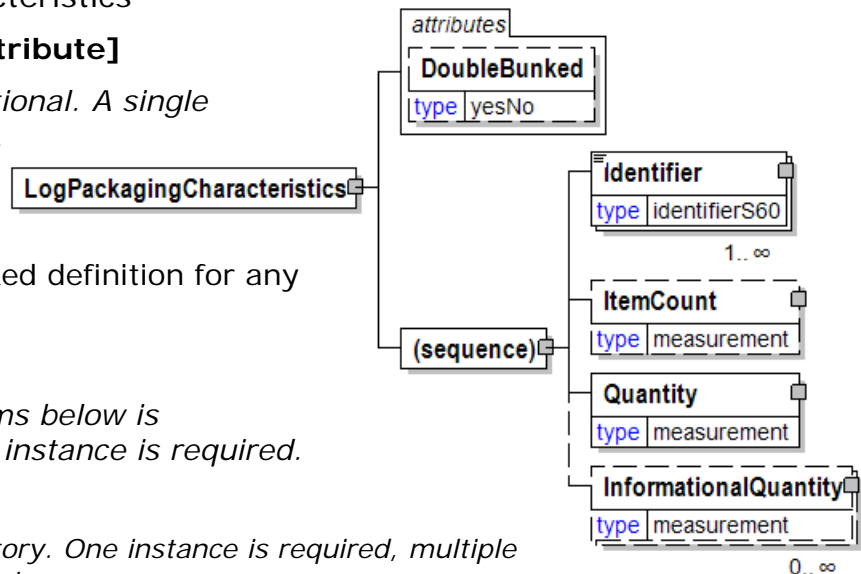 cteristics
tribute]
tional. A single
ed definition for any
ms below is
instance is required.
tory. One instance is required, multiple
attributes
DoubleBunked
type yesNo
LogPackagingCharacteristics
(sequence)
Identifier
type identifierS60
1.. ∞
ItemCount
type measurement
Quantity
type measurement
InformationalQuantity
type measurement
0.. ∞